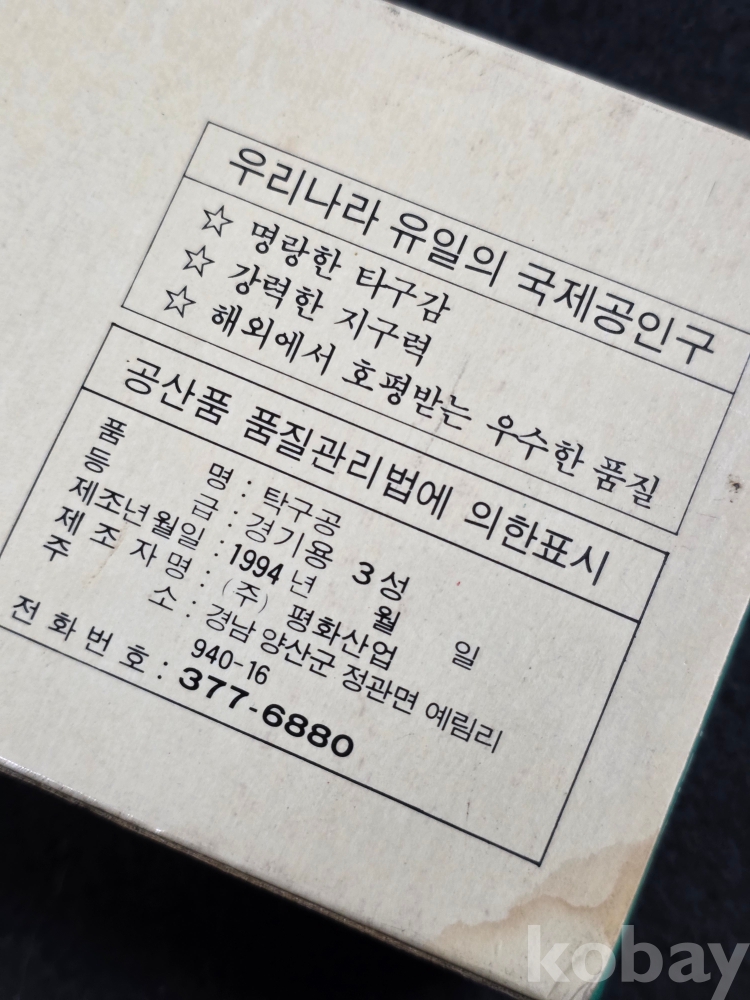 우리나라 유일의 국제공인구
☆ 명랑한 타구감
☆ 강력한 지구력
☆ 해외에서 호평받는 우수한 품질
공산품 품질관리법에 의한표시
품 명 : 탁구공
등 급 : 경기용 3성
제조년월일 : 1994년 월 일
제 조 자 명 : (주) 평화산업
주 소 : 경남 양산군 정관면 예림리
940-16
전 화 번 호 : 377-6880
kobay